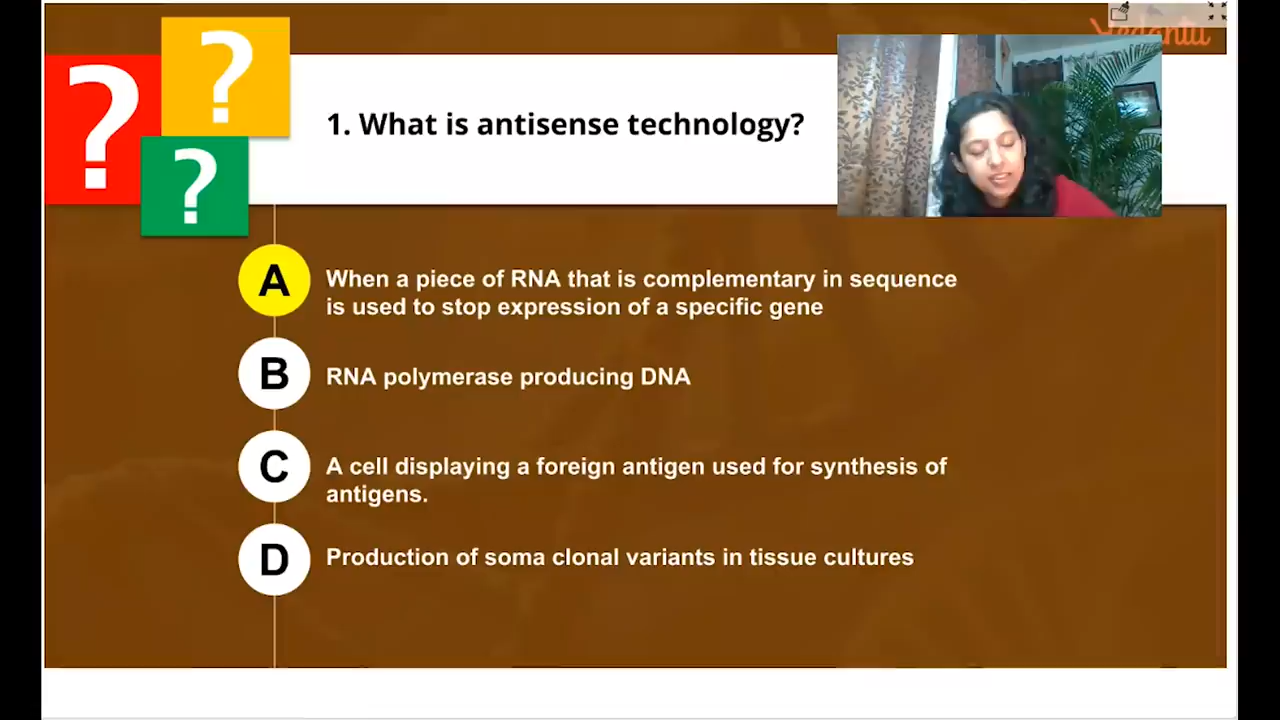 Vedantu
?
?
?
1. What is antisense technology?
A
When a piece of RNA that is complementary in sequence
is used to stop expression of a specific gene
B
RNA polymerase producing DNA
C
A cell displaying a foreign antigen used for synthesis of
antigens.
D
Production of soma clonal variants in tissue cultures